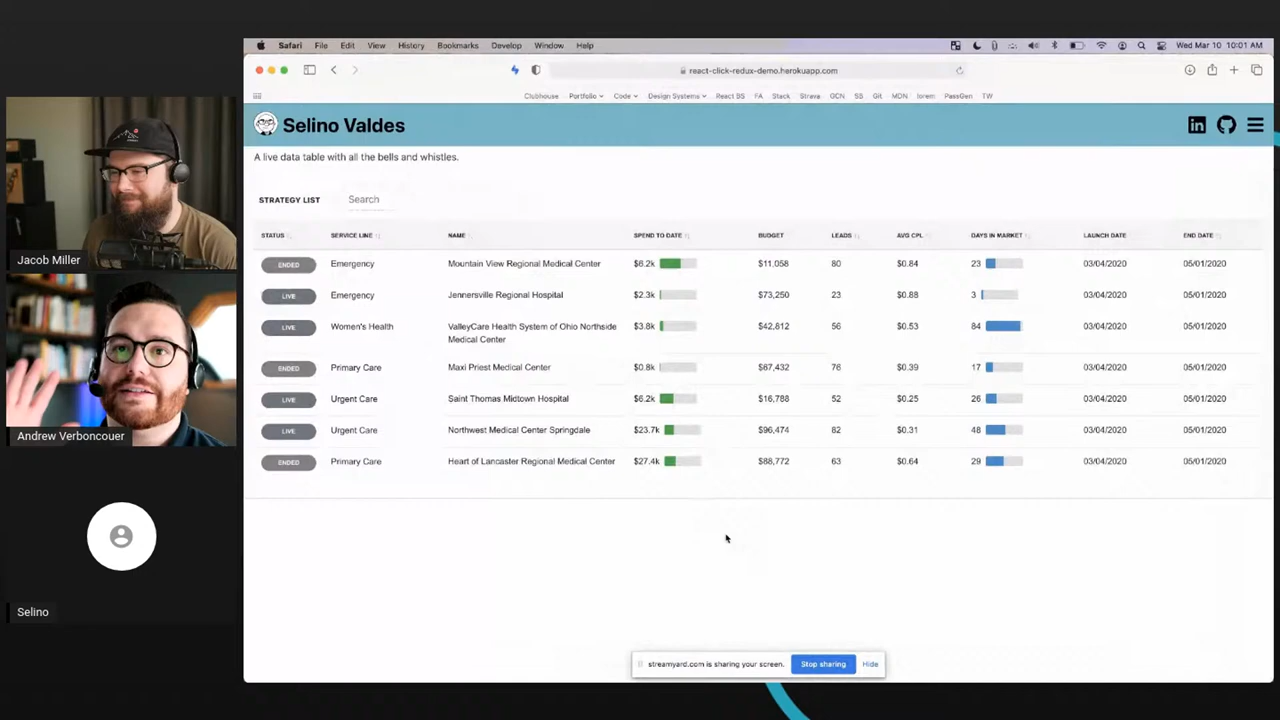 Safari File Edit View History Bookmarks Develop Window Help Wed Mar 10 10:01 AM
react-click-redux-demo.herokuapp.com
Clubhouse Portfolio Code Design Systems React BS FA Stack Strava GCN SB Git MDN lorem PassGen TW
Selino Valdes
A live data table with all the bells and whistles.
STRATEGY LIST Search
STATUS SERVICE LINE NAME SPEND TO DATE BUDGET LEADS AVG CPL DAYS IN MARKET LAUNCH DATE END DATE
ENDED Emergency Mountain View Regional Medical Center $6.2k $11,058 80 $0.84 23 03/04/2020 05/01/2020
LIVE Emergency Jennersville Regional Hospital $2.3k $73,250 23 $0.88 3 03/04/2020 05/01/2020
LIVE Women's Health ValleyCare Health System of Ohio Northside $3.8k $42,812 56 $0.53 84 03/04/2020 05/01/2020
Medical Center
ENDED Primary Care Maxi Priest Medical Center $0.8k $67,432 76 $0.39 17 03/04/2020 05/01/2020
LIVE Urgent Care Saint Thomas Midtown Hospital $6.2k $16,788 52 $0.25 26 03/04/2020 05/01/2020
LIVE Urgent Care Northwest Medical Center Springdale $23.7k $96,474 82 $0.31 48 03/04/2020 05/01/2020
ENDED Primary Care Heart of Lancaster Regional Medical Center $27.4k $88,772 63 $0.64 29 03/04/2020 05/01/2020
streamyard.com is sharing your screen. Stop sharing Hide
Jacob Miller
Andrew Verboncouer
Selino